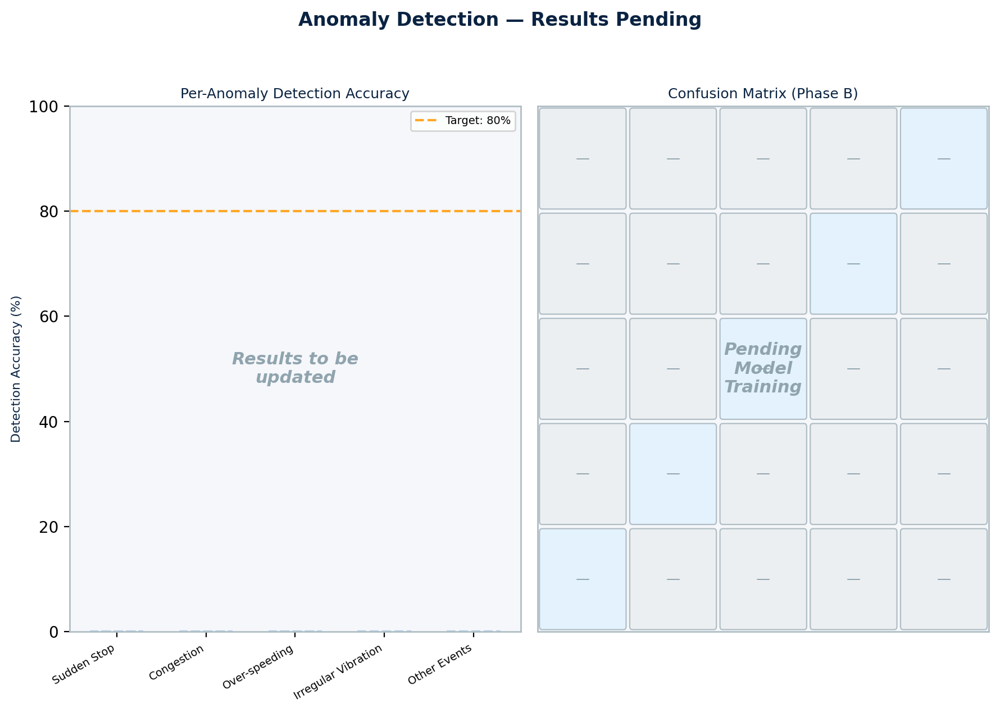 Anomaly Detection — Results Pending
Per-Anomaly Detection Accuracy
Target: 80%
Detection Accuracy (%)
100
80
60
40
20
0
Results to be
updated
Sudden Stop
Congestion
Over-speeding
Irregular Vibration
Other Events
Confusion Matrix (Phase B)
— — — — —
— — — — —
— — — — —
Pending
Model
Training
— — — — —
— — — — —